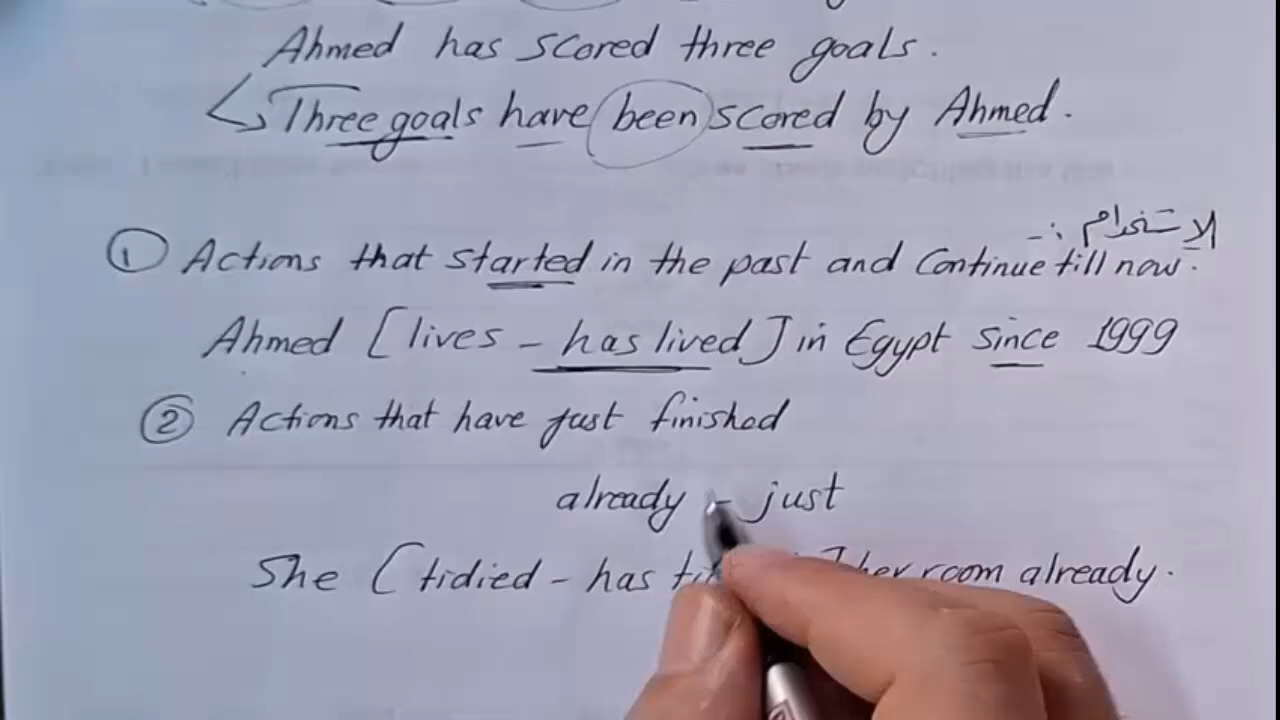 Ahmed has scored three goals.
Three goals have been scored by Ahmed.
الاستخدام :-
① Actions that started in the past and continue till now.
Ahmed [lives - has lived] in Egypt since 1999
② Actions that have just finished
already - just
She [tidied - has ] her room already.